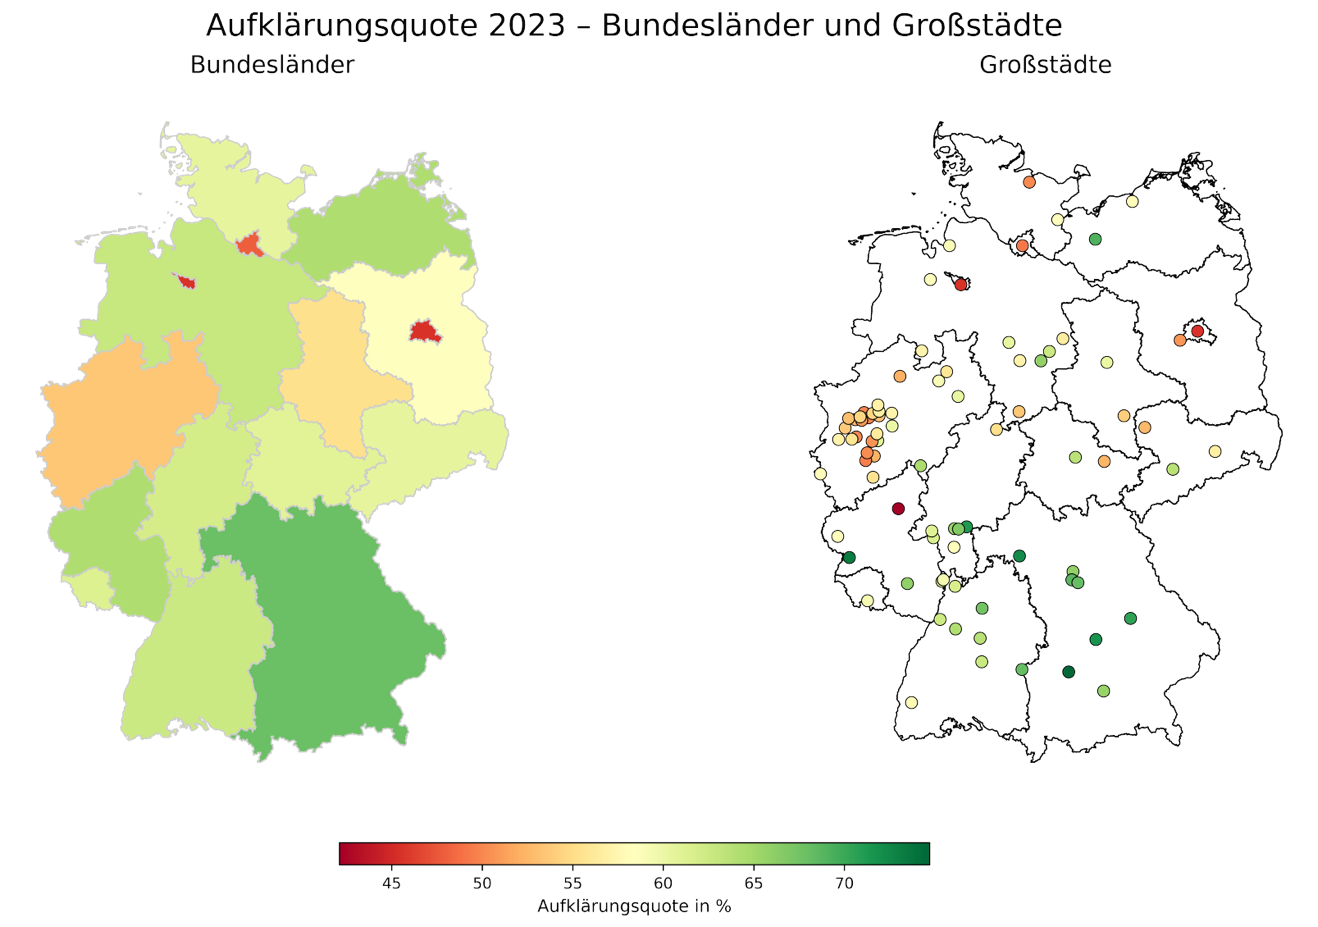 Aufklärungsquote 2023 – Bundesländer und Großstädte
Bundesländer
Großstädte
45 50 55 60 65 70
Aufklärungsquote in %